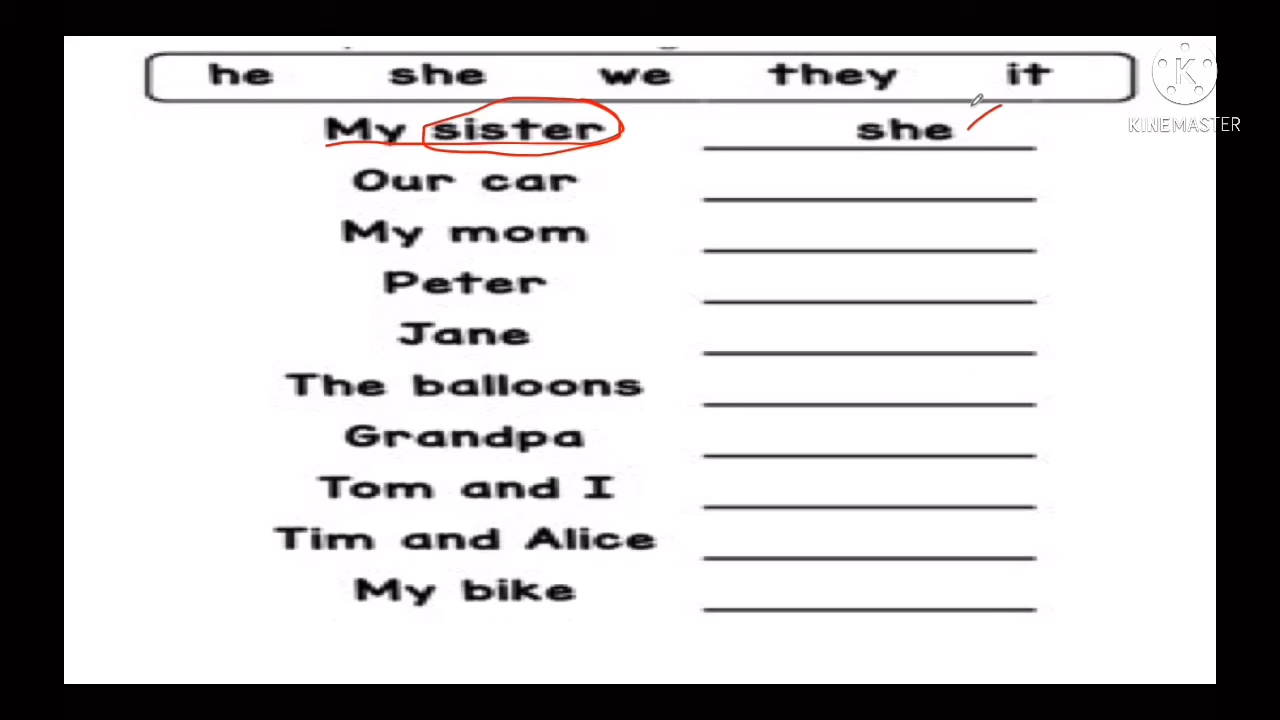 he she we they it
My sister she
Our car
My mom
Peter
Jane
The balloons
Grandpa
Tom and I
Tim and Alice
My bike
K
KINEMASTER